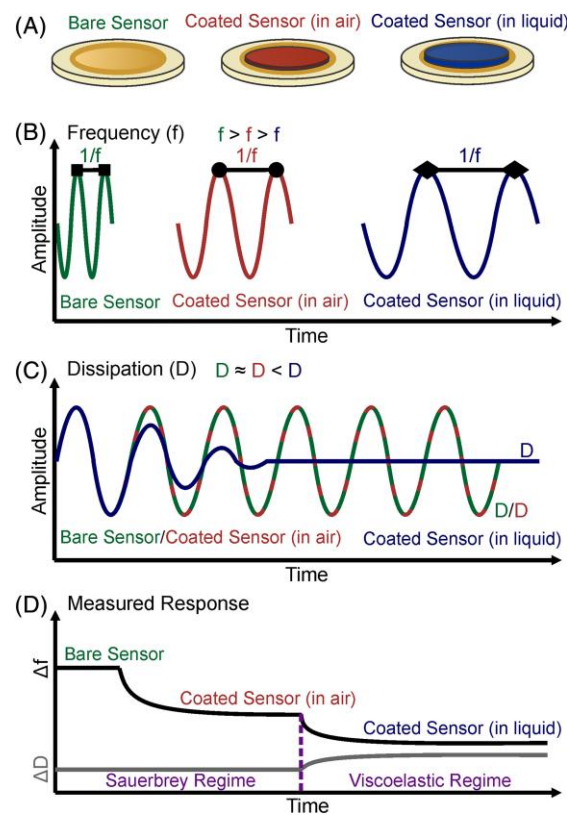 (A) Bare Sensor Coated Sensor (in air) Coated Sensor (in liquid)
(B) Frequency (f) f > f > f
1/f 1/f 1/f
Amplitude
Bare Sensor Coated Sensor (in air) Coated Sensor (in liquid)
Time
(C) Dissipation (D) D ≈ D < D
Amplitude
D
D/D
Bare Sensor/Coated Sensor (in air) Coated Sensor (in liquid)
Time
(D) Measured Response
Δf
Bare Sensor
Coated Sensor (in air)
Coated Sensor (in liquid)
ΔD
Sauerbrey Regime Viscoelastic Regime
Time